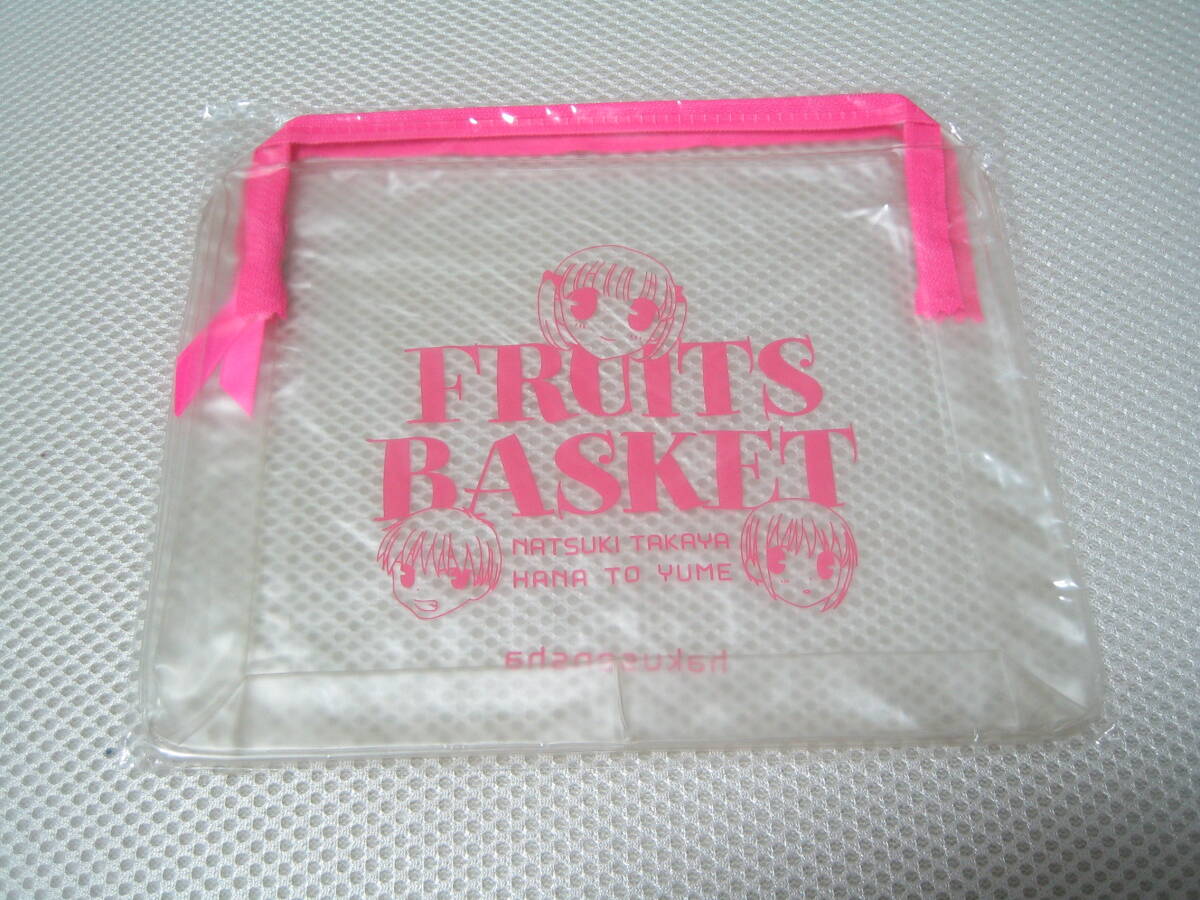 FRUITS
BASKET
NATSUKI TAKAYA
HANA TO YUME
hakusensha